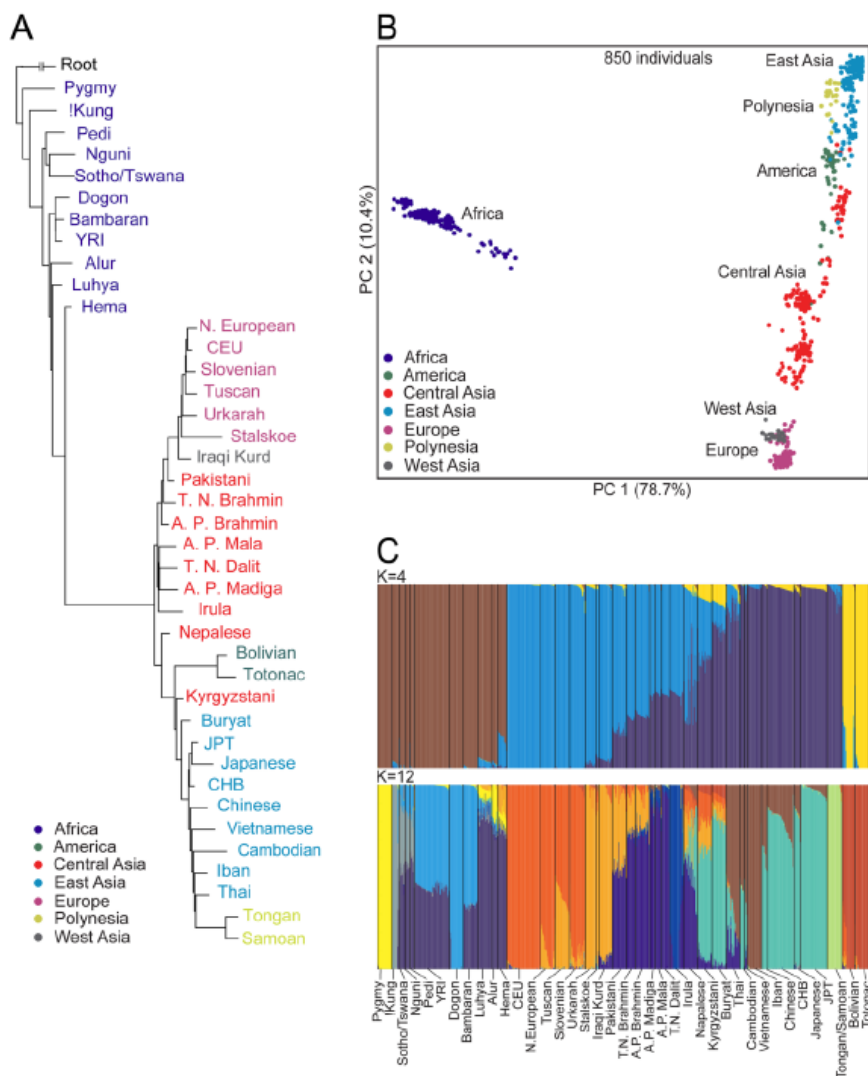 A
Root
Pygmy
!Kung
Pedi
Nguni
Sotho/Tswana
Dogon
Bambaran
YRI
Alur
Luhya
Hema
N. European
CEU
Slovenian
Tuscan
Urkarah
Stalskoe
Iraqi Kurd
Pakistani
T. N. Brahmin
A. P. Brahmin
A. P. Mala
T. N. Dalit
A. P. Madiga
Irula
Nepalese
Bolivian
Totonac
Kyrgyzstani
Buryat
JPT
Japanese
CHB
Chinese
Vietnamese
Cambodian
Iban
Thai
Tongan
Samoan
Africa
America
Central Asia
East Asia
Europe
Polynesia
West Asia
B
850 individuals
East Asia
Polynesia
America
Africa
Central Asia
West Asia
Europe
Africa
America
Central Asia
East Asia
Europe
Polynesia
West Asia
PC 2 (10.4%)
PC 1 (78.7%)
C
K=4
K=12
Pygmy
!Kung
Sotho/Tswana
Nguni
Pedi
YRI
Dogon
Bambaran
Luhya
Alur
Hema
CEU
N.European
Tuscan
Slovenian
Urkarah
Stalskoe
Iraqi Kurd
Pakistani
T.N. Brahmin
A.P. Brahmin
A.P. Madiga
A.P. Mala
T.N. Dalit
Irula
Napalese
Kyrgyzstani
Buryat
Thai
Cambodian
Vietnamese
Iban
Chinese
CHB
Japanese
JPT
Tongan/Samoan
Bolivian
Totonac